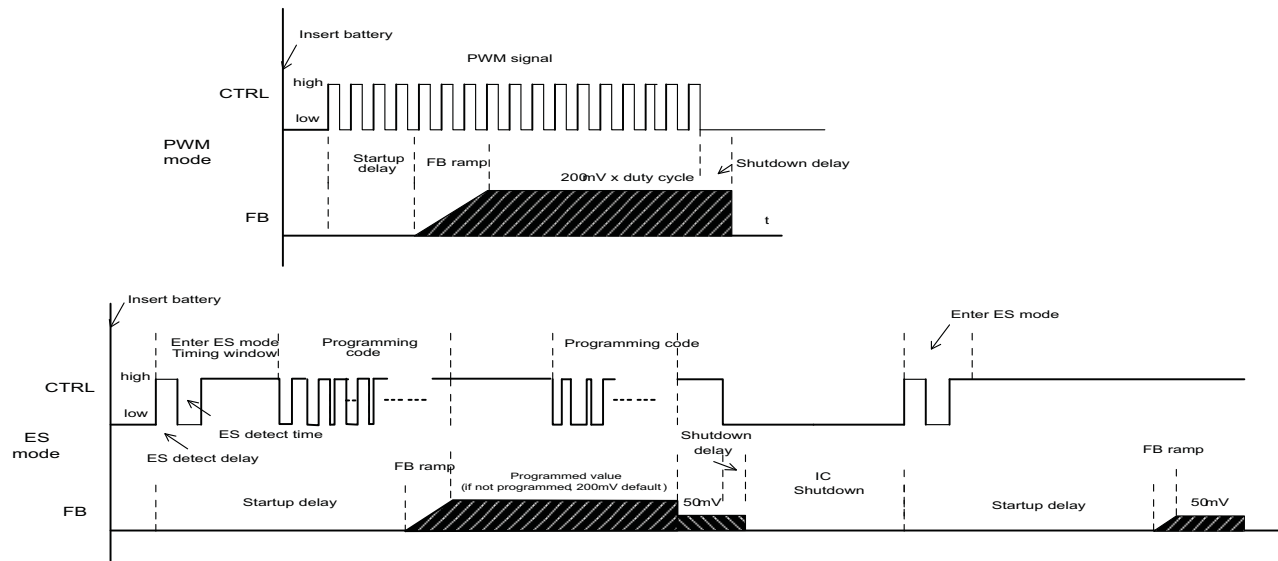 Insert battery
PWM signal
high
CTRL
low
PWM
mode
Startup
delay
FB ramp
Shutdown delay
200mV x duty cycle
FB
t
Insert battery
Enter ES mode
Enter ES mode
Timing window
Programming
code
Programming code
high
CTRL
low
ES
mode
ES detect time
ES detect delay
Shutdown
delay
FB ramp
FB ramp
Programmed value
(if not programmed, 200mV default)
IC
Shutdown
50mV
50mV
Startup delay
Startup delay
FB